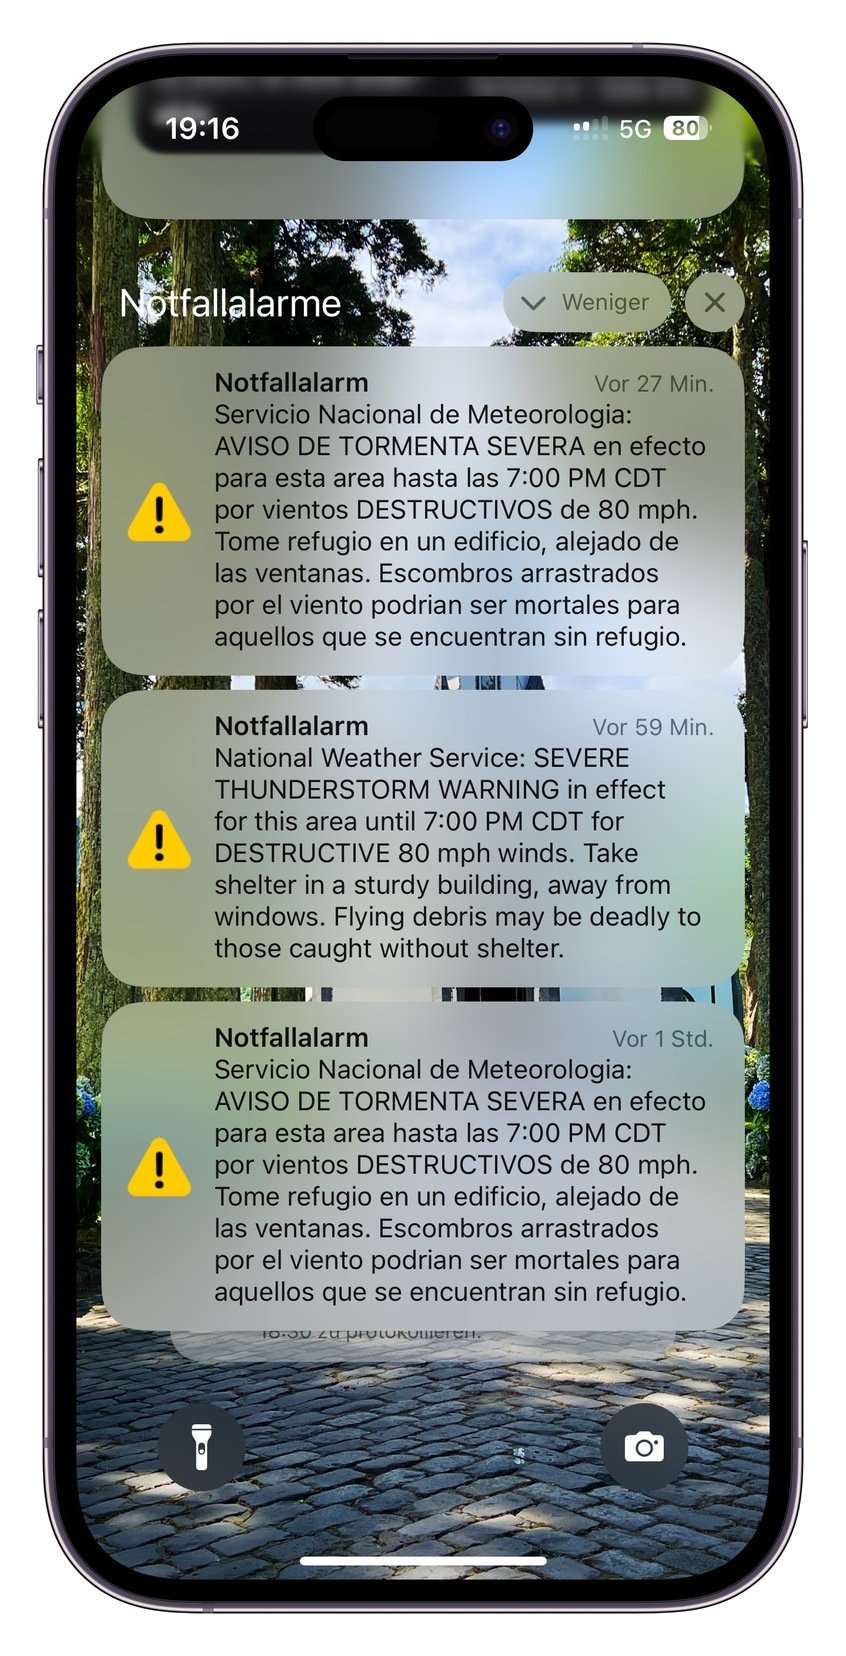 19:16
5G
80
Notfallalarme
Weniger
Notfallalarm
Vor 27 Min.
Servicio Nacional de Meteorologia:
AVISO DE TORMENTA SEVERA en efecto
para esta area hasta las 7:00 PM CDT
por vientos DESTRUCTIVOS de 80 mph.
Tome refugio en un edificio, alejado de
las ventanas. Escombros arrastrados
por el viento podrian ser mortales para
aquellos que se encuentran sin refugio.
Notfallalarm
Vor 59 Min.
National Weather Service: SEVERE
THUNDERSTORM WARNING in effect
for this area until 7:00 PM CDT for
DESTRUCTIVE 80 mph winds. Take
shelter in a sturdy building, away from
windows. Flying debris may be deadly to
those caught without shelter.
Notfallalarm
Vor 1 Std.
Servicio Nacional de Meteorologia:
AVISO DE TORMENTA SEVERA en efecto
para esta area hasta las 7:00 PM CDT
por vientos DESTRUCTIVOS de 80 mph.
Tome refugio en un edificio, alejado de
las ventanas. Escombros arrastrados
por el viento podrian ser mortales para
aquellos que se encuentran sin refugio.
18:30 zu protokollieren.